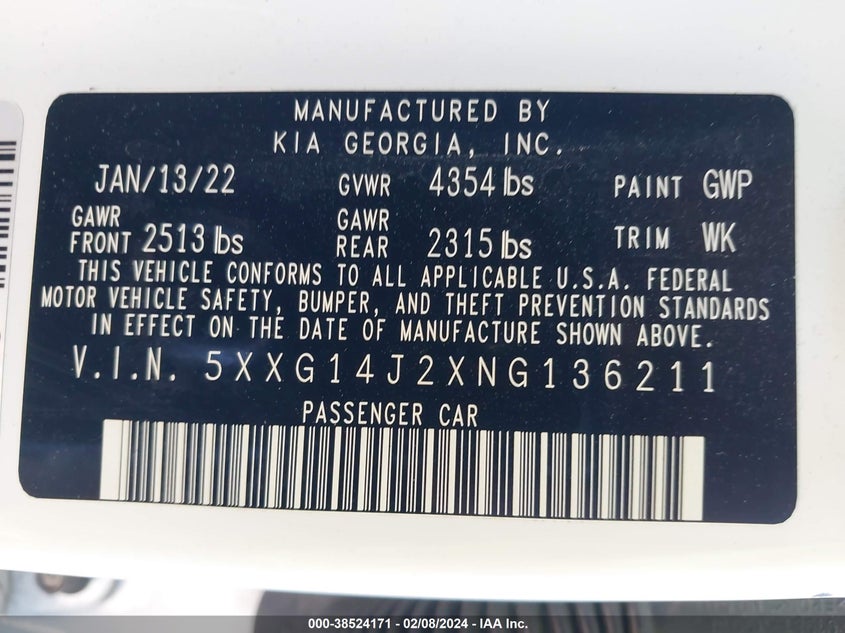 MANUFACTURED BY
KIA GEORGIA, INC.
JAN/13/22 GVWR 4354 lbs PAINT GWP
GAWR FRONT 2513 lbs GAWR REAR 2315 lbs TRIM WK
THIS VEHICLE CONFORMS TO ALL APPLICABLE U.S.A. FEDERAL
MOTOR VEHICLE SAFETY, BUMPER, AND THEFT PREVENTION STANDARDS
IN EFFECT ON THE DATE OF MANUFACTURE SHOWN ABOVE.
V.I.N. 5XXG14J2XNG136211
PASSENGER CAR
000-38524171 - 02/08/2024 - IAA Inc.